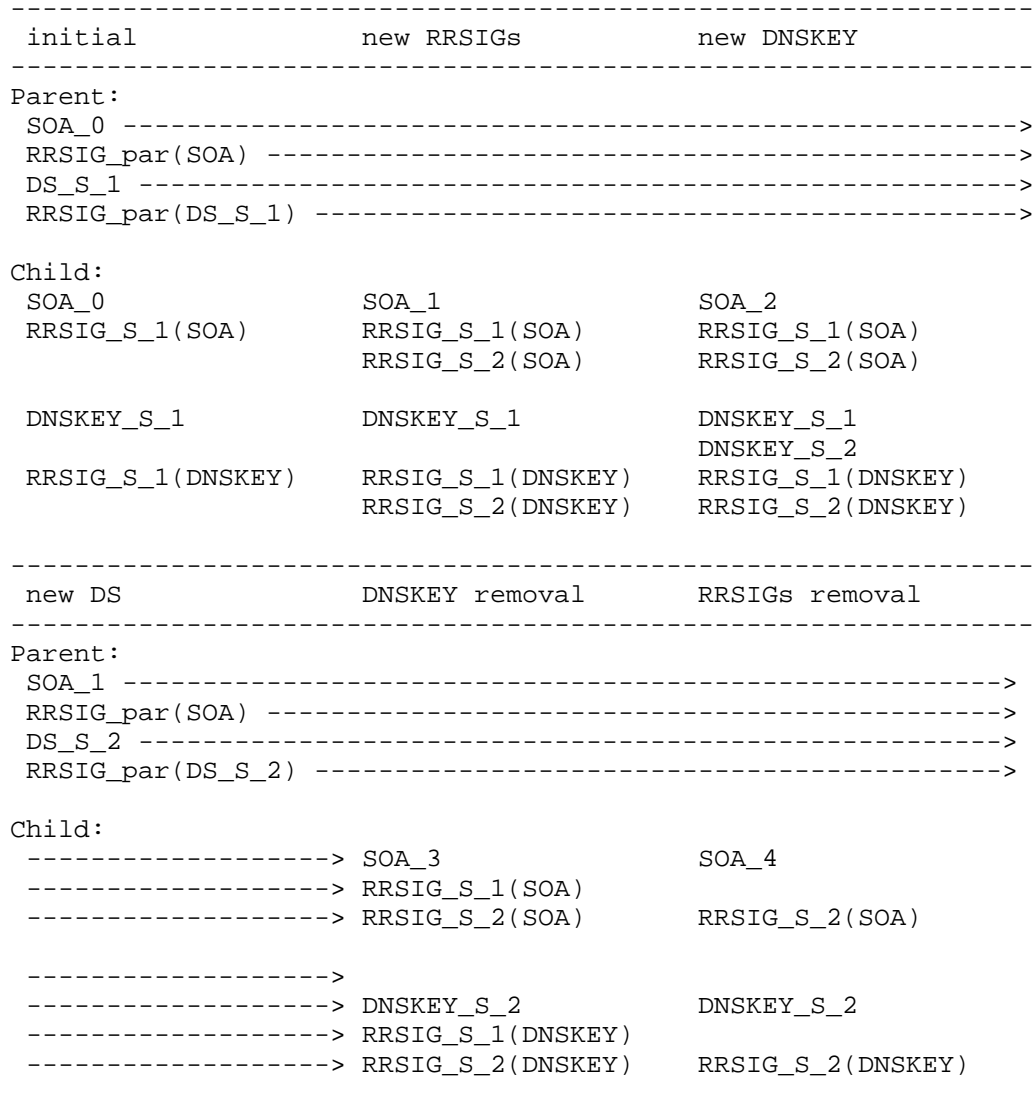 ----------------------------------------------------------------
 initial              new RRSIGs           new DNSKEY
----------------------------------------------------------------
Parent:
 SOA_0 -------------------------------------------------------->
 RRSIG_par(SOA) ----------------------------------------------->
 DS_S_1 ------------------------------------------------------->
 RRSIG_par(DS_S_1) -------------------------------------------->

Child:
 SOA_0                SOA_1                SOA_2
 RRSIG_S_1(SOA)       RRSIG_S_1(SOA)       RRSIG_S_1(SOA)
                      RRSIG_S_2(SOA)       RRSIG_S_2(SOA)

 DNSKEY_S_1           DNSKEY_S_1           DNSKEY_S_1
                                           DNSKEY_S_2
 RRSIG_S_1(DNSKEY)    RRSIG_S_1(DNSKEY)    RRSIG_S_1(DNSKEY)
                      RRSIG_S_2(DNSKEY)    RRSIG_S_2(DNSKEY)

----------------------------------------------------------------
 new DS               DNSKEY removal       RRSIGs removal
----------------------------------------------------------------
Parent:
 SOA_1 ------------------------------------------------------->
 RRSIG_par(SOA) ---------------------------------------------->
 DS_S_2 ------------------------------------------------------>
 RRSIG_par(DS_S_2) ------------------------------------------->

Child:
 -------------------> SOA_3                SOA_4
 -------------------> RRSIG_S_1(SOA)
 -------------------> RRSIG_S_2(SOA)       RRSIG_S_2(SOA)

 ------------------->
 -------------------> DNSKEY_S_2           DNSKEY_S_2
 -------------------> RRSIG_S_1(DNSKEY)
 -------------------> RRSIG_S_2(DNSKEY)    RRSIG_S_2(DNSKEY)